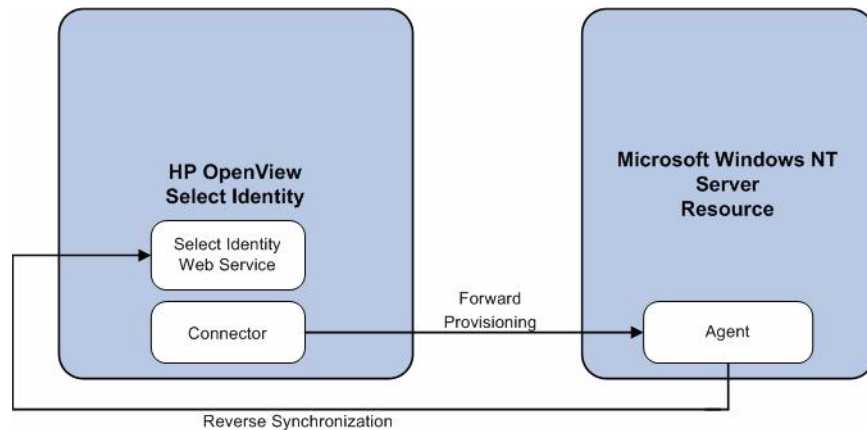 HP OpenView
Select Identity
Select Identity
Web Service
Connector
Forward
Provisioning
Microsoft Windows NT
Server
Resource
Agent
Reverse Synchronization